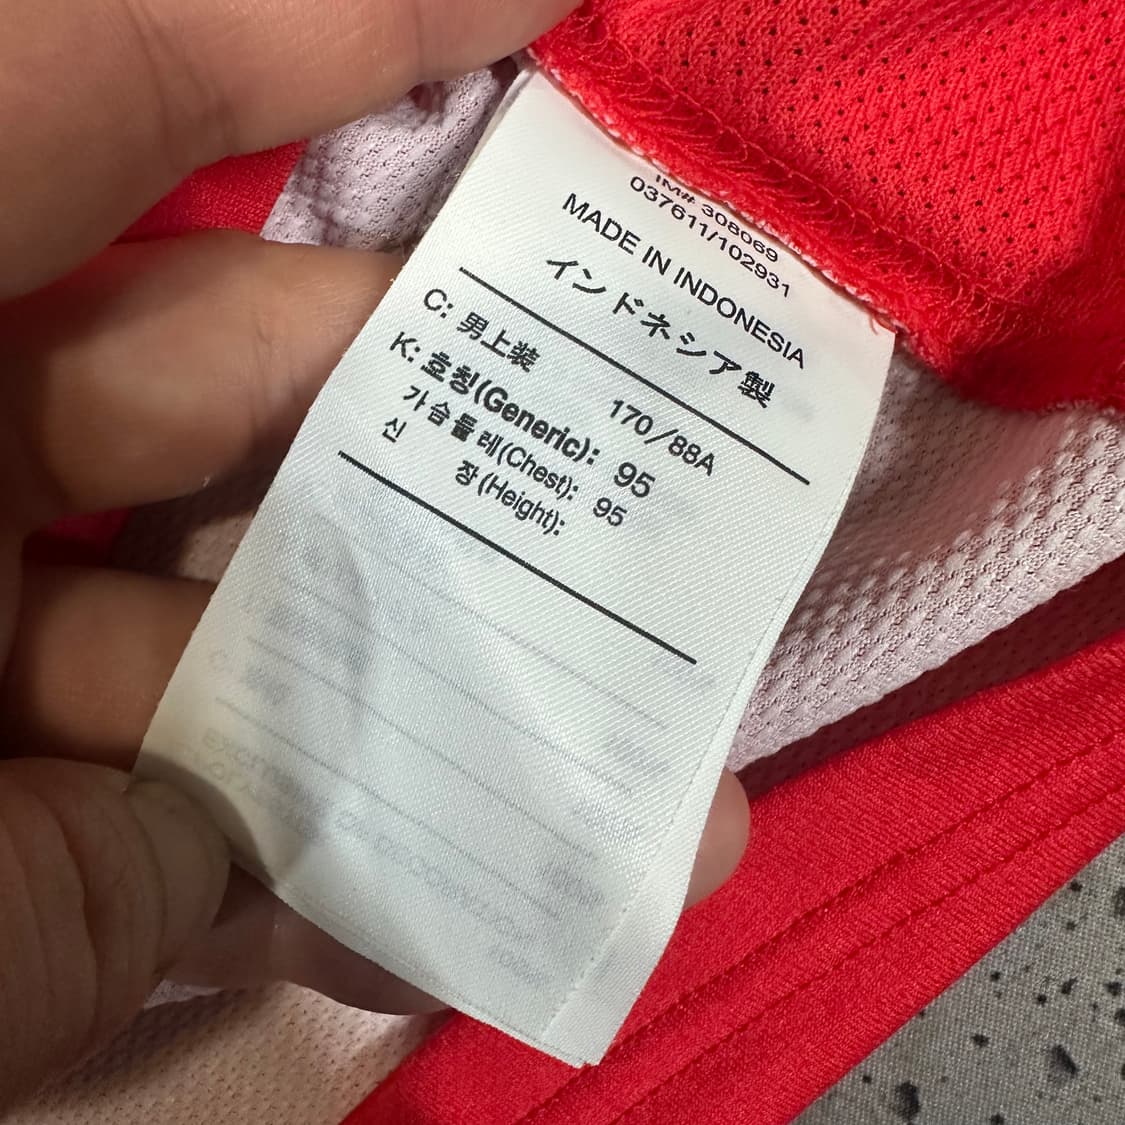 IM# 308069
037611/102931
MADE IN INDONESIA
インドネシア製
C: 男上装 170/88A
K: 호칭(Generic): 95
가슴둘레(Chest): 95
신 장(Height):